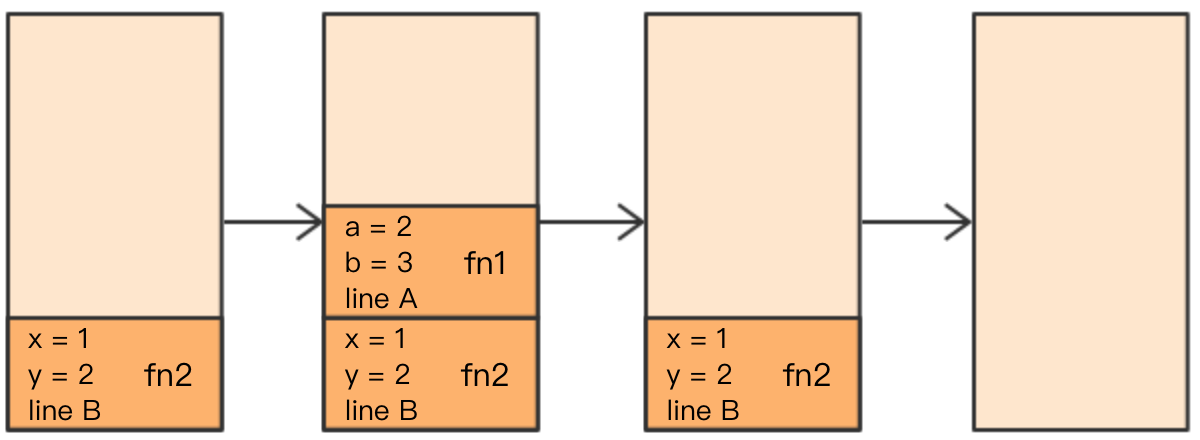 x = 1
y = 2
fn2
line B
a = 2
b = 3
fn1
line A
x = 1
y = 2
fn2
line B
x = 1
y = 2
fn2
line B